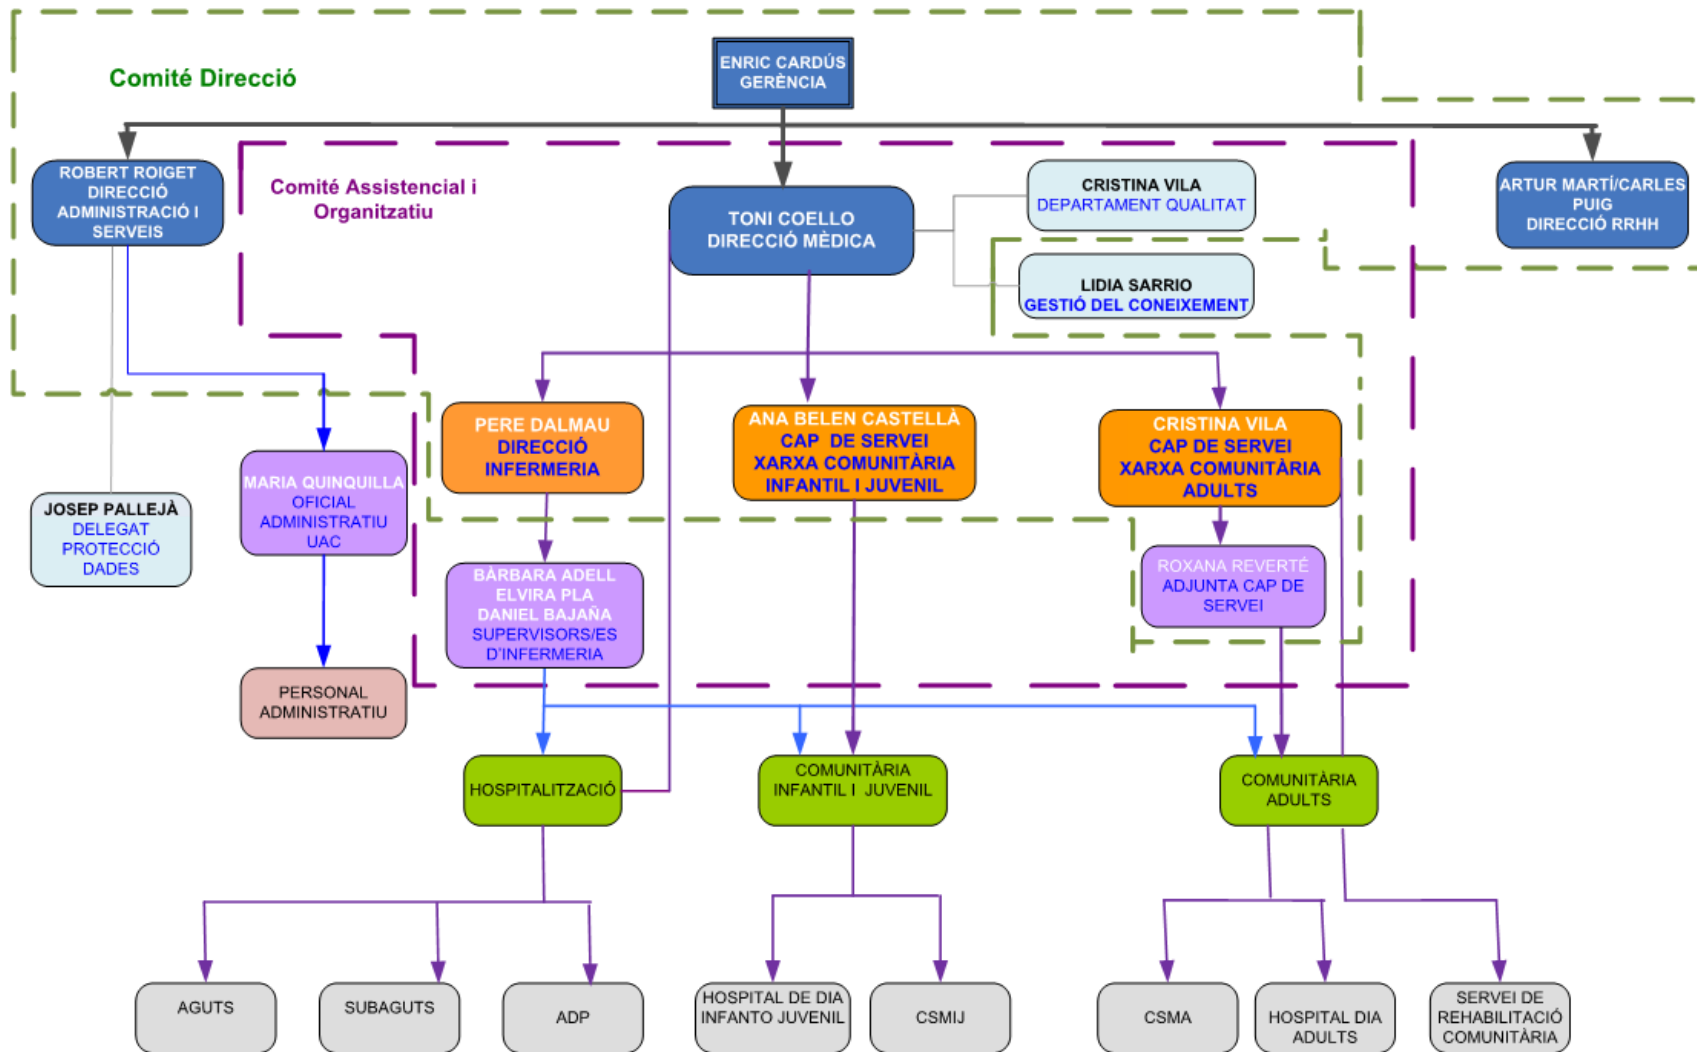 ENRIC CARDÚS
GERÈNCIA
Comité Direcció
ROBERT ROIGET
DIRECCIÓ
ADMINISTRACIÓ I
SERVEIS
Comité Assistencial i
Organitzatiu
TONI COELLO
DIRECCIÓ MÈDICA
CRISTINA VILA
DEPARTAMENT QUALITAT
ARTUR MARTÍ/CARLES
PUIG
DIRECCIÓ RRHH
LIDIA SARRIO
GESTIÓ DEL CONEIXEMENT
PERE DALMAU
DIRECCIÓ
INFERMERIA
ANA BELEN CASTELLÀ
CAP DE SERVEI
XARXA COMUNITÀRIA
INFANTIL I JUVENIL
CRISTINA VILA
CAP DE SERVEI
XARXA COMUNITÀRIA
ADULTS
MARIA QUINQUILLA
OFICIAL
ADMINISTRATIU
UAC
JOSEP PALLEJÀ
DELEGAT
PROTECCIÓ
DADES
BÀRBARA ADELL
ELVIRA PLA
DANIEL BAJAÑA
SUPERVISORS/ES
D'INFERMERIA
ROXANA REVERTÉ
ADJUNTA CAP DE
SERVEI
PERSONAL
ADMINISTRATIU
HOSPITALITZACIÓ
COMUNITÀRIA
INFANTIL I JUVENIL
COMUNITÀRIA
ADULTS
AGUTS
SUBAGUTS
ADP
HOSPITAL DE DIA
INFANTO JUVENIL
CSMIJ
CSMA
HOSPITAL DIA
ADULTS
SERVEI DE
REHABILITACIÓ
COMUNITÀRIA